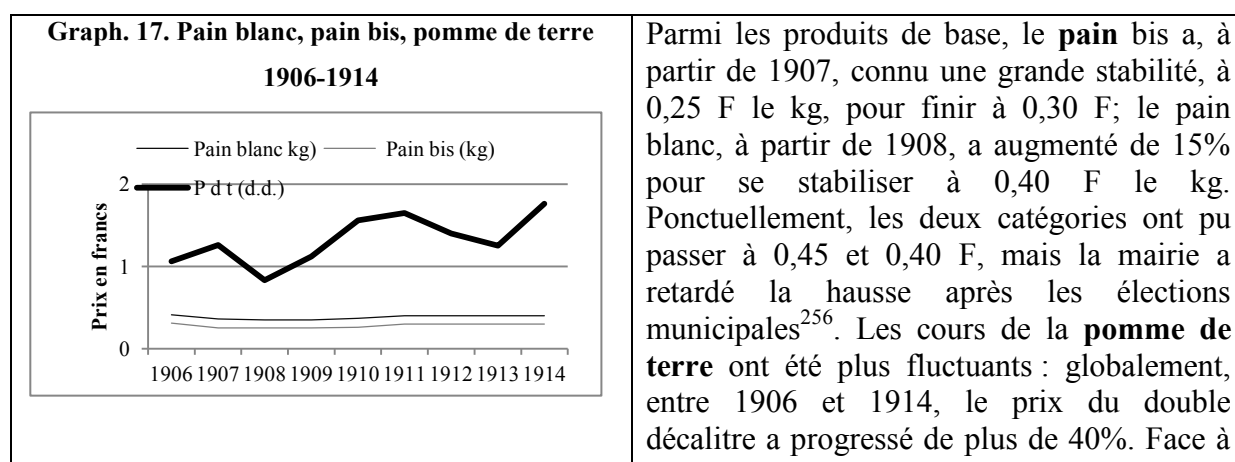 Graph. 17. Pain blanc, pain bis, pomme de terre
1906-1914
Pain blanc kg)
Pain bis (kg)
P d t (d.d.)
Prix en francs
2
1
0
1906 1907 1908 1909 1910 1911 1912 1913 1914
Parmi les produits de base, le pain bis a, à
partir de 1907, connu une grande stabilité, à
0,25 F le kg, pour finir à 0,30 F; le pain
blanc, à partir de 1908, a augmenté de 15%
pour se stabiliser à 0,40 F le kg.
Ponctuellement, les deux catégories ont pu
passer à 0,45 et 0,40 F, mais la mairie a
retardé la hausse après les élections
municipales256. Les cours de la pomme de
terre ont été plus fluctuants : globalement,
entre 1906 et 1914, le prix du double
décalitre a progressé de plus de 40%. Face à